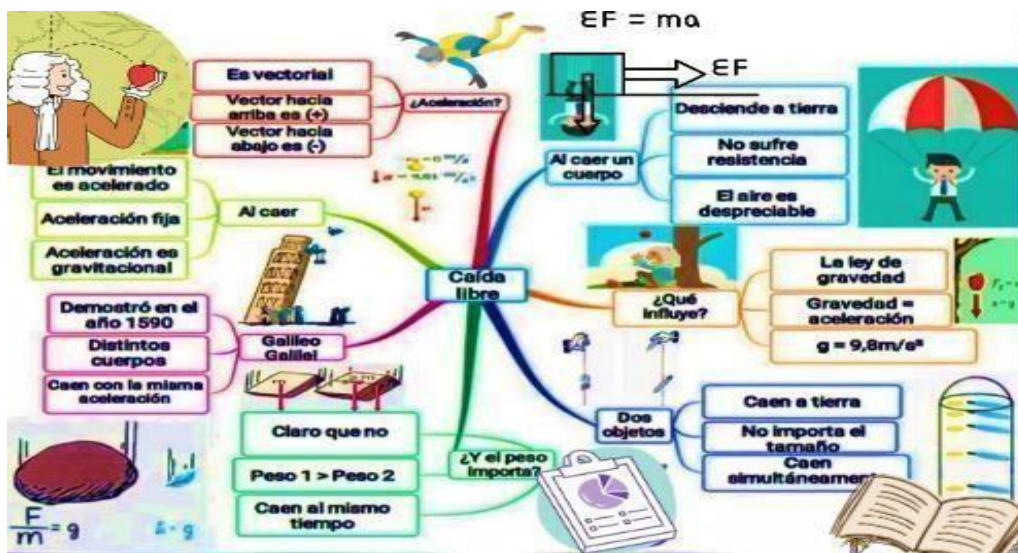 ƐF = ma
ƐF
Es vectorial
Vector hacia
arriba es (+)
Vector hacia
abajo es (-)
¿Aceleración?
Desciende a tierra
No sufre
resistencia
El aire es
despreciable
Al caer un
cuerpo
El movimiento
es acelerado
Aceleración fija
Aceleración es
gravitacional
Al caer
Caída
libre
La ley de
gravedad
Gravedad =
aceleración
g = 9,8m/s²
¿Qué
influye?
Demostró en el
año 1590
Distintos
cuerpos
Caen con la misma
aceleración
Galileo
Galilei
Dos
objetos
Caen a tierra
No importa el
tamaño
Caen
simultáneament
Claro que no
Peso 1 > Peso 2
Caen al mismo
tiempo
¿Y el peso
importa?
F/m = g
a = g